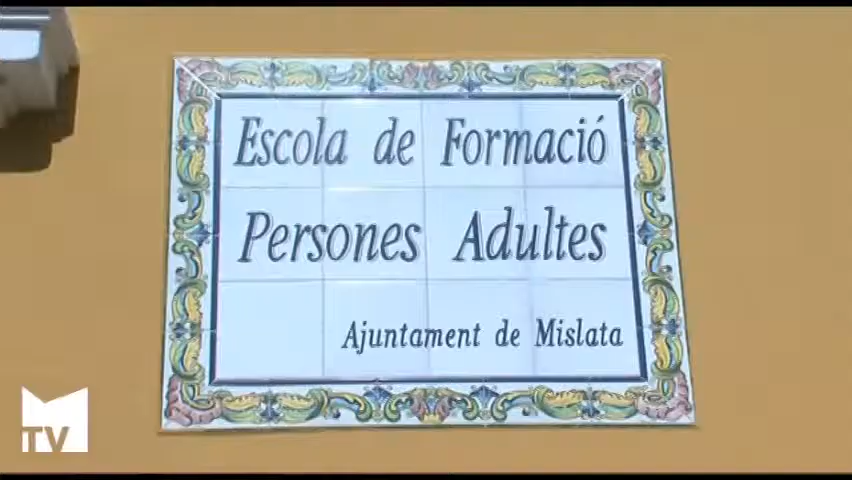 Escola de Formació
Persones Adultes
Ajuntament de Mislata
TV